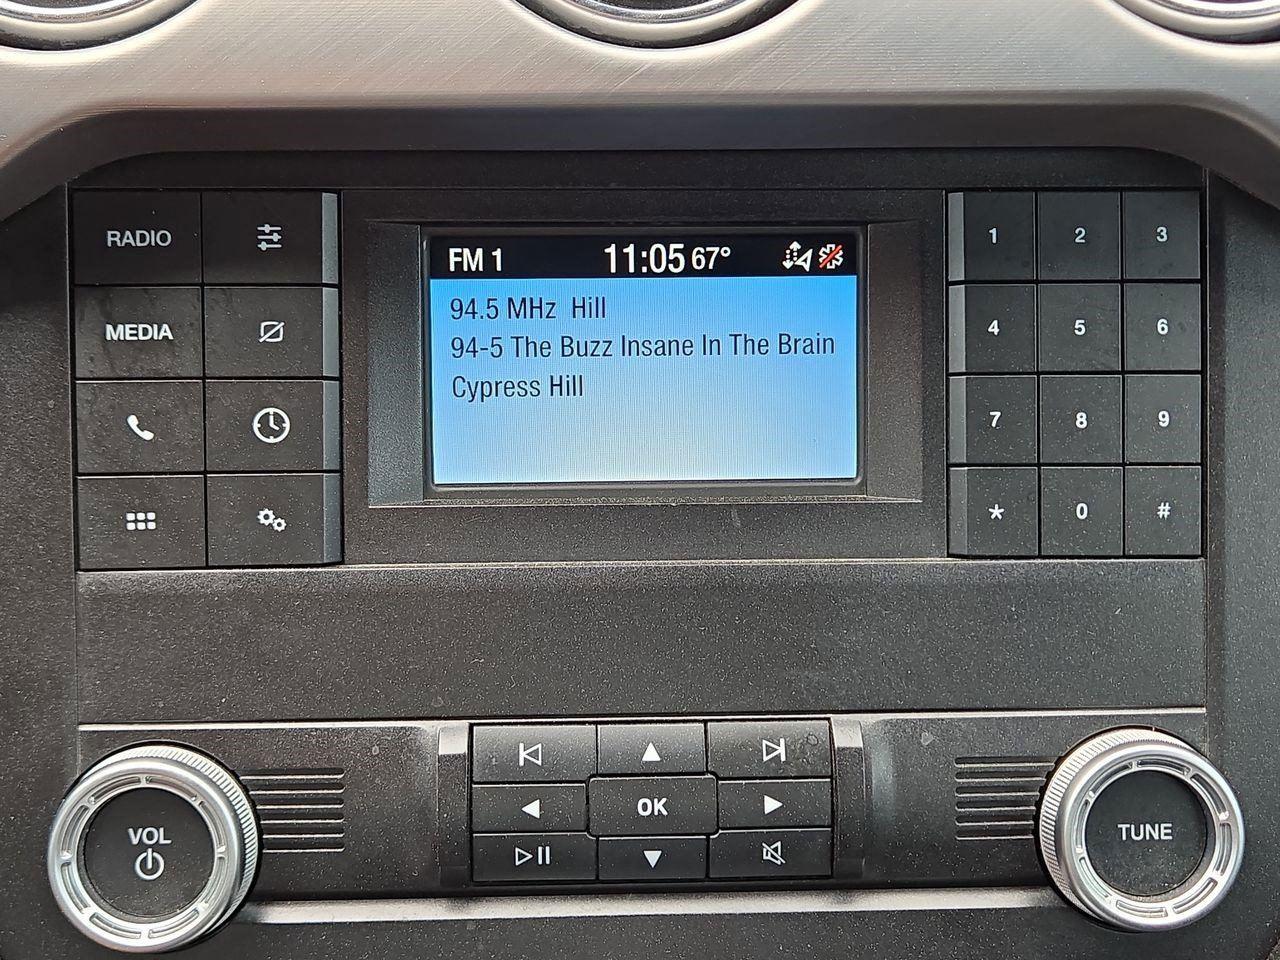 RADIO
MEDIA
FM 1 11:05 67°
94.5 MHz Hill
94-5 The Buzz Insane In The Brain
Cypress Hill
1 2 3
4 5 6
7 8 9
* 0 #
VOL
OK
TUNE